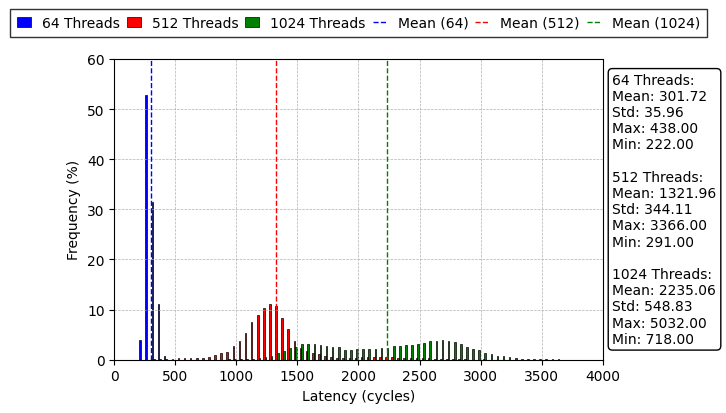 64 Threads 512 Threads 1024 Threads Mean (64) Mean (512) Mean (1024)
60
50
40
30
20
10
0
Frequency (%)
0 500 1000 1500 2000 2500 3000 3500 4000
Latency (cycles)
64 Threads:
Mean: 301.72
Std: 35.96
Max: 438.00
Min: 222.00
512 Threads:
Mean: 1321.96
Std: 344.11
Max: 3366.00
Min: 291.00
1024 Threads:
Mean: 2235.06
Std: 548.83
Max: 5032.00
Min: 718.00